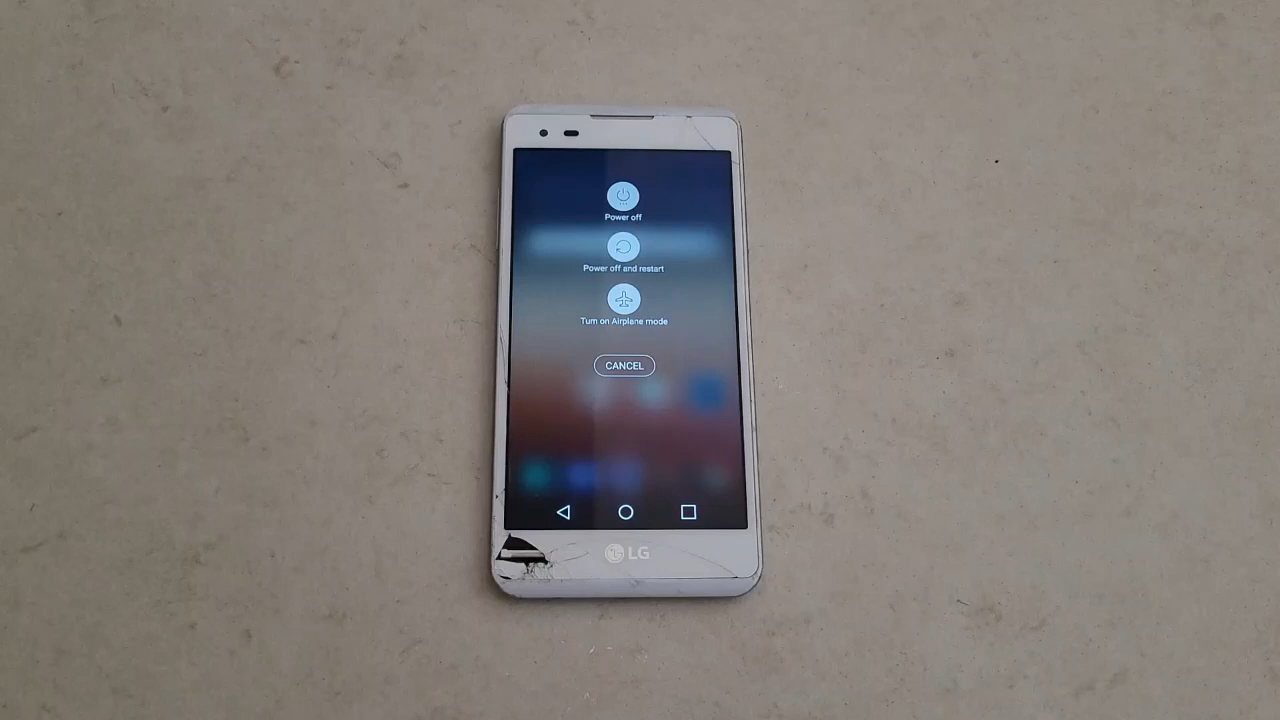 Power off
Power off and restart
Turn on Airplane mode
CANCEL
LG